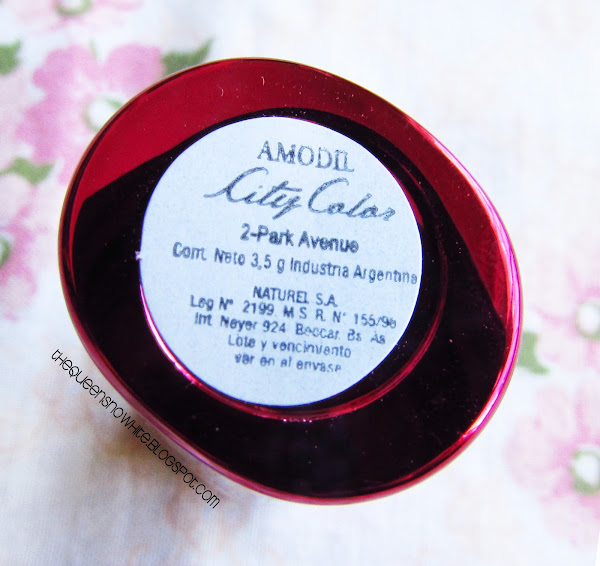 AMODIL
City Color
2-Park Avenue
Cont. Neto 3,5 g Industria Argentina
NATUREL S.A.
Leg N° 2199. M. S. R. N° 155/98
Int. Neyer 924. Beccar. Bs. As
Lote y vencimiento
ver en el envase
thequeensnowhite.blogspot.com